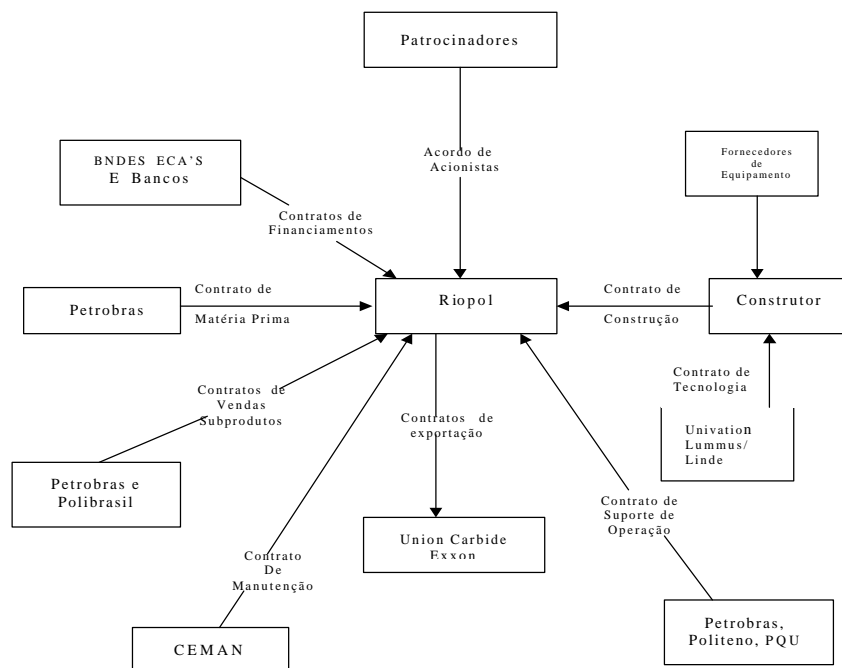 Patrocinadores
BNDES ECA'S
E Bancos
Acordo de
Acionistas
Fornecedores
de
Equipamento
Contratos de
Financiamentos
Petrobras
Contrato de
Matéria Prima
Riopol
Contrato de
Construção
Construtor
Contratos de
Vendas
Subprodutos
Contratos de
exportação
Contrato de
Tecnologia
Univation
Lummus/
Linde
Petrobras e
Polibrasil
Contrato de
Suporte de
Operação
Union Carbide
Exxon
Contrato
De
Manutenção
CEMAN
Petrobras,
Politeno, PQU